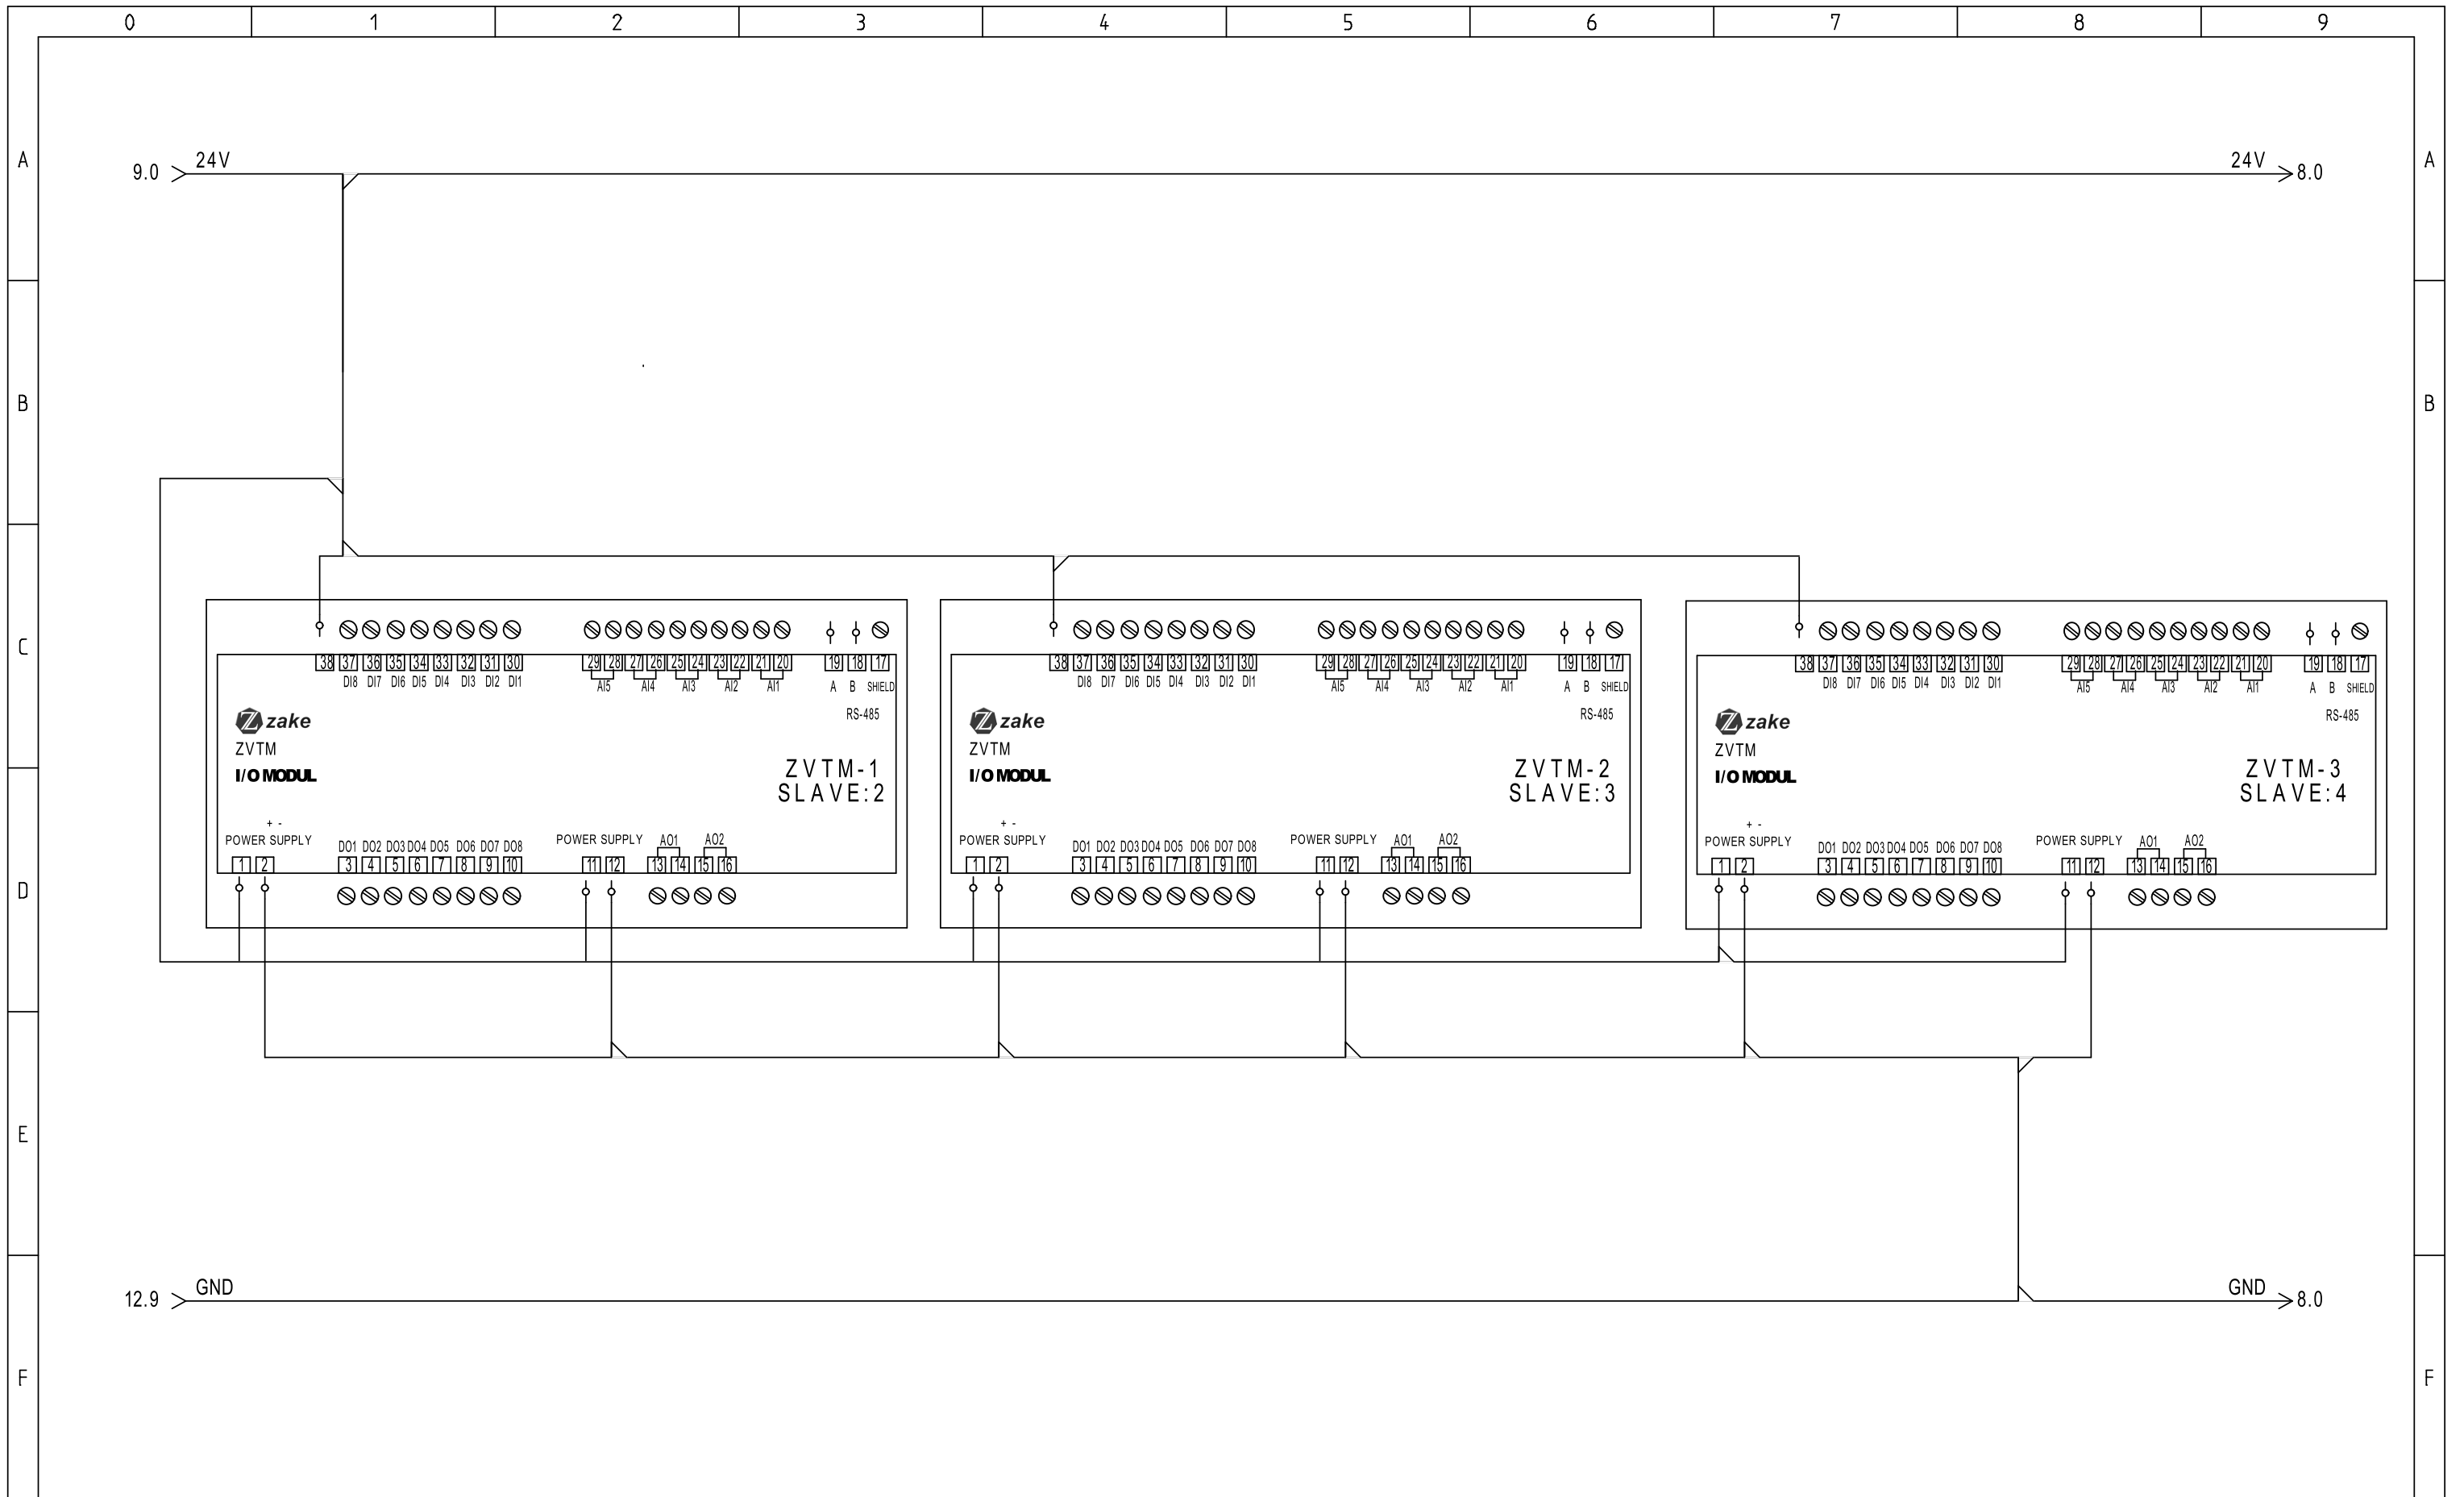 0 1 2 3 4 5 6 7 8 9
A A
24V 24V
9.0 8.0
B B
C C
38 37 36 35 34 33 32 31 30 29 28 27 26 25 24 23 22 21 20 19 18 17
DI8 DI7 DI6 DI5 DI4 DI3 DI2 DI1 AI5 AI4 AI3 AI2 AI1 A B SHIELD
RS-485
zake
ZVTM
I/O MODUL
ZVTM-1
SLAVE:2
+ -
POWER SUPPLY POWER SUPPLY AO1 AO2
DO1 DO2 DO3 DO4 DO5 DO6 DO7 DO8
1 2 3 4 5 6 7 8 9 10 11 12 13 14 15 16
38 37 36 35 34 33 32 31 30 29 28 27 26 25 24 23 22 21 20 19 18 17
DI8 DI7 DI6 DI5 DI4 DI3 DI2 DI1 AI5 AI4 AI3 AI2 AI1 A B SHIELD
RS-485
zake
ZVTM
I/O MODUL
ZVTM-2
SLAVE:3
+ -
POWER SUPPLY POWER SUPPLY AO1 AO2
DO1 DO2 DO3 DO4 DO5 DO6 DO7 DO8
1 2 3 4 5 6 7 8 9 10 11 12 13 14 15 16
38 37 36 35 34 33 32 31 30 29 28 27 26 25 24 23 22 21 20 19 18 17
DI8 DI7 DI6 DI5 DI4 DI3 DI2 DI1 AI5 AI4 AI3 AI2 AI1 A B SHIELD
RS-485
zake
ZVTM
I/O MODUL
ZVTM-3
SLAVE:4
+ -
POWER SUPPLY POWER SUPPLY AO1 AO2
DO1 DO2 DO3 DO4 DO5 DO6 DO7 DO8
1 2 3 4 5 6 7 8 9 10 11 12 13 14 15 16
D D
E E
GND GND
12.9 8.0
F F